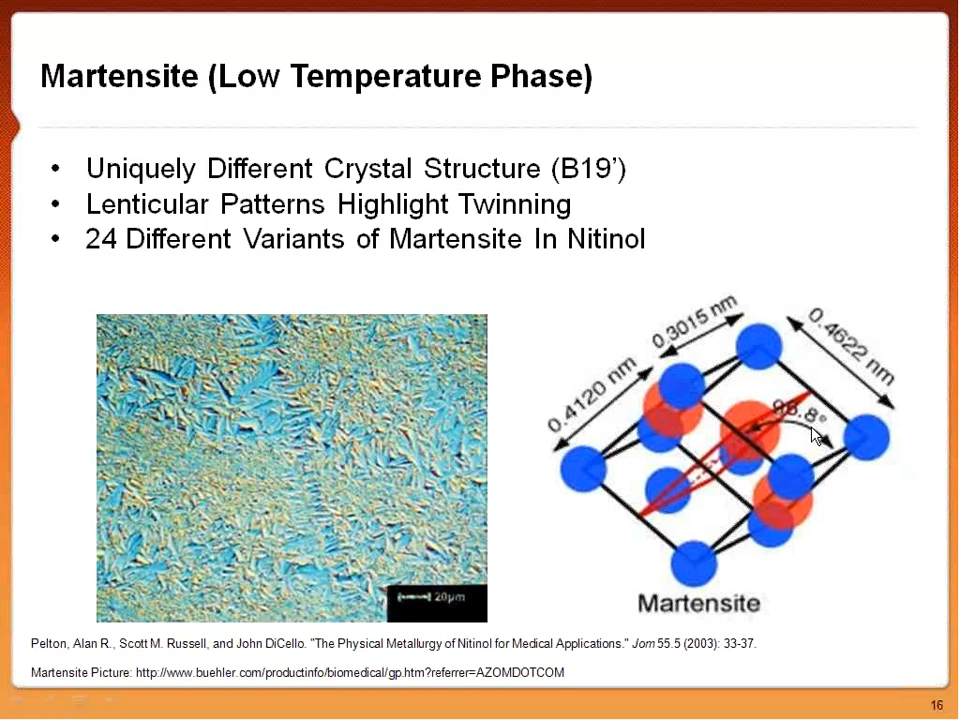 Martensite (Low Temperature Phase)
• Uniquely Different Crystal Structure (B19’)
• Lenticular Patterns Highlight Twinning
• 24 Different Variants of Martensite In Nitinol
0.3015 nm
0.4622 nm
0.4120 nm
96.8°
20µm
Martensite
Pelton, Alan R., Scott M. Russell, and John DiCello. "The Physical Metallurgy of Nitinol for Medical Applications." Jom 55.5 (2003): 33-37.
Martensite Picture: http://www.buehler.com/productinfo/biomedical/gp.htm?referrer=AZOMDOTCOM
16